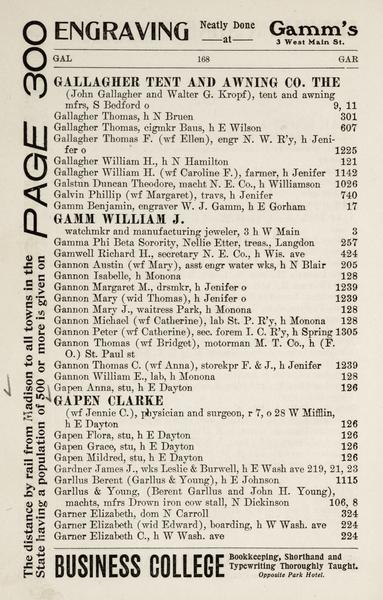 ENGRAVING Neatly Done —at— Gamm's 3 West Main St.
GAL 168 GAR
GALLAGHER TENT AND AWNING CO. THE
(John Gallagher and Walter G. Kropf), tent and awning
mfrs, S Bedford o 9, 11
Gallagher Thomas, h N Bruen 301
Gallagher Thomas, cigmkr Baus, h E Wilson 607
Gallagher Thomas F. (wf Ellen), engr N. W. R'y, h Jeni-
fer o 1225
Gallagher William H., h N Hamilton 121
Gallagher William H. (wf Caroline F.), farmer, h Jenifer 1142
Galstun Duncan Theodore, macht N. E. Co., h Williamson 1026
Galvin Phillip (wf Margaret), travs, h Jenifer 740
Gamm Benjamin, engraver W. J. Gamm, h E Gorham 17
GAMM WILLIAM J.
watchmkr and manufacturing jeweler, 3 h W Main 3
Gamma Phi Beta Sorority, Nellie Etter, treas., Langdon 257
Gamwell Richard H., secretary N. E. Co., h Wis. ave 424
Gannon Austin (wf Mary), asst engr water wks, h N Blair 205
Gannon Isabelle, h Monona 128
Gannon Margaret M., drsmkr, h Jenifer o 1239
Gannon Mary (wid Thomas), h Jenifer o 1239
Gannon Mary J., waitress Park, h Monona 128
Gannon Michael (wf Catherine), lab St. P. R'y, h Monona 128
Gannon Peter (wf Catherine), sec. forem I. C. R'y, h Spring 1305
Gannon Thomas (wf Bridget), motorman M. T. Co., h (F.
O.) St. Paul st
Gannon Thomas C. (wf Anna), storekpr F. & J., h Jenifer 1239
Gannon William E., lab, h Monona 128
Gapen Anna, stu, h E Dayton 126
GAPEN CLARKE
(wf Jennie C.), physician and surgeon, r 7, o 28 W Mifflin,
h E Dayton 126
Gapen Flora, stu, h E Dayton 126
Gapen Grace, stu, h E Dayton 126
Gapen Mildred, stu, h E Dayton 126
Gardner James J., wks Leslie & Burwell, h E Wash ave 219, 21, 23
Garllus Berent (Garllus & Young), h E Johnson 1115
Garllus & Young, (Berent Garllus and John H. Young),
machts, mfrs Drown iron cow stall, N Dickinson 106, 8
Garner Elizabeth, dom N Carroll 324
Garner Elizabeth (wid Edward), boarding, h W Wash. ave 224
Garner Elizabeth C., h W Wash. ave 224
BUSINESS COLLEGE Bookkeeping, Shorthand and
Typewriting Thoroughly Taught.
Opposite Park Hotel.
The distance by rail from Madison to all towns in the
State having a population of 500 or more is given on PAGE 300